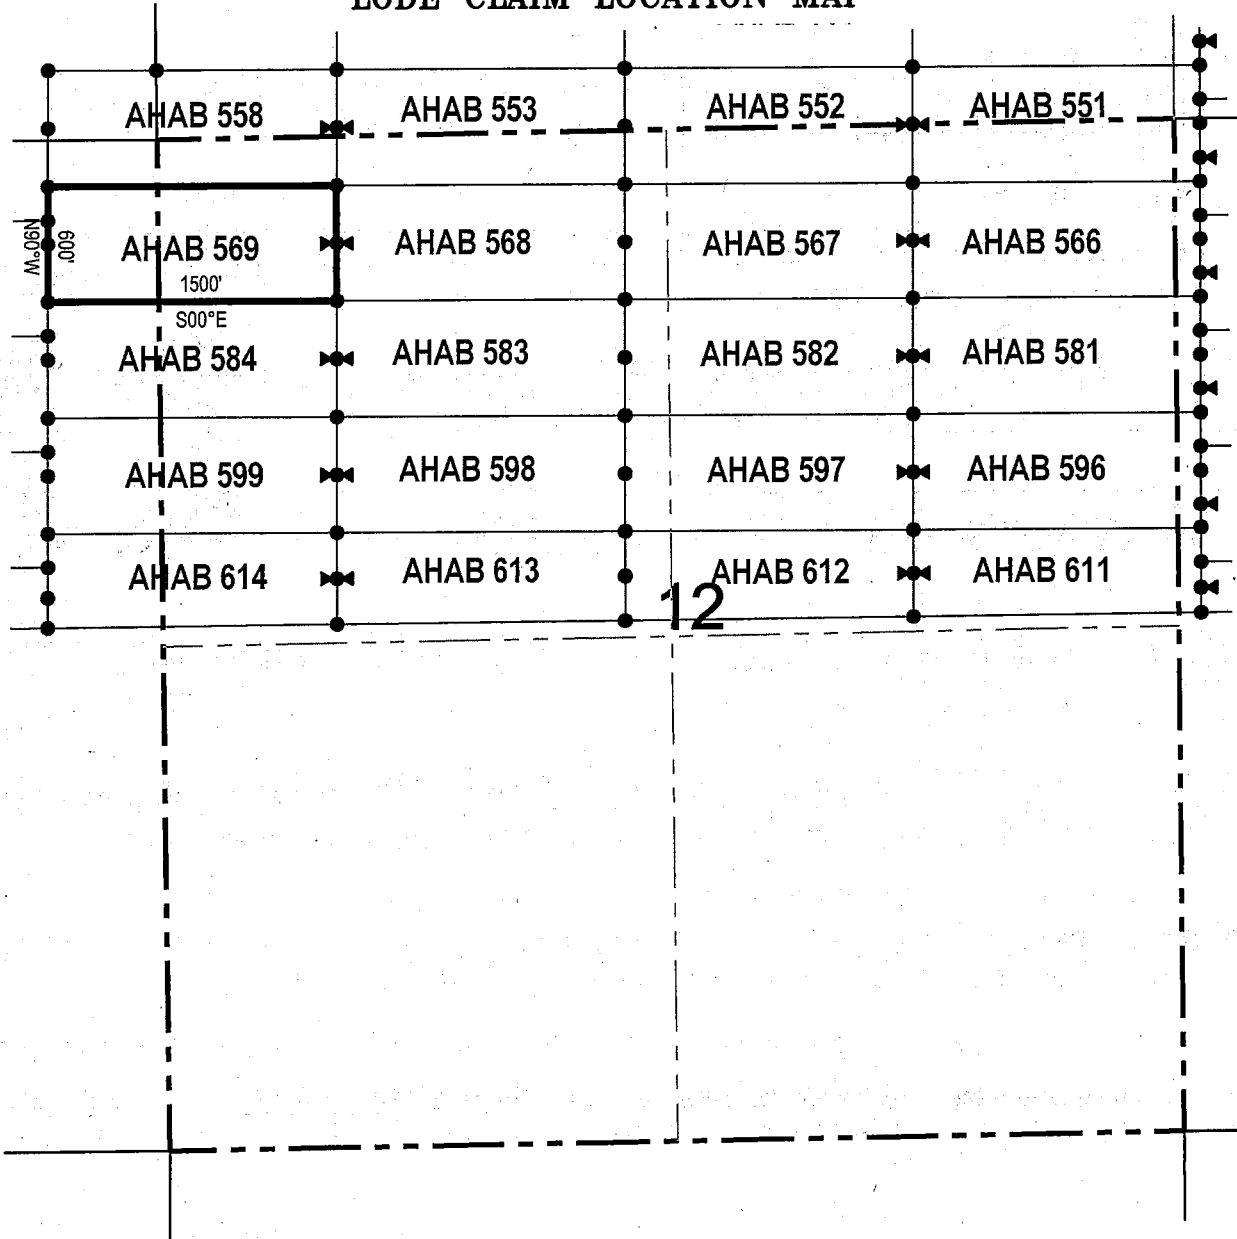 LODE CLAIM LOCATION MAP
AHAB 558 AHAB 553 AHAB 552 AHAB 551
AHAB 569 AHAB 568 AHAB 567 AHAB 566
N90°W
600'
1500'
S00°E
AHAB 584 AHAB 583 AHAB 582 AHAB 581
AHAB 599 AHAB 598 AHAB 597 AHAB 596
AHAB 614 AHAB 613 AHAB 612 AHAB 611
12